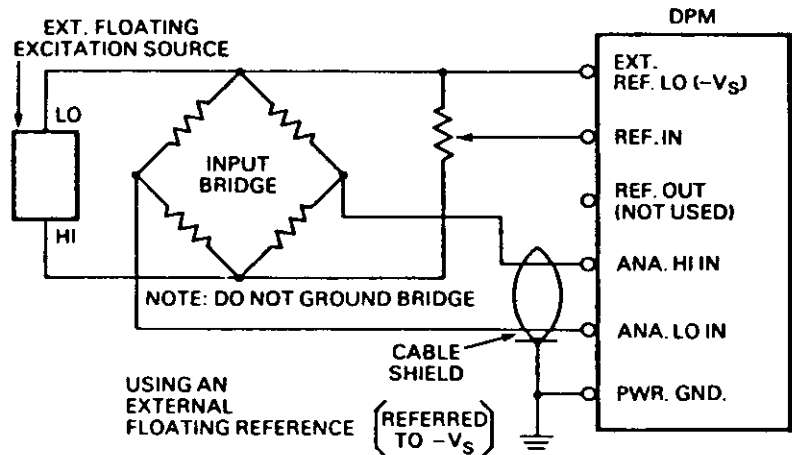 EXT. FLOATING
EXCITATION SOURCE
DPM
LO
HI
INPUT
BRIDGE
EXT.
REF. LO (-VS)
REF. IN
REF. OUT
(NOT USED)
ANA. HI IN
NOTE: DO NOT GROUND BRIDGE
ANA. LO IN
CABLE
SHIELD
PWR. GND.
USING AN
EXTERNAL
FLOATING REFERENCE
(REFERRED
TO -VS)